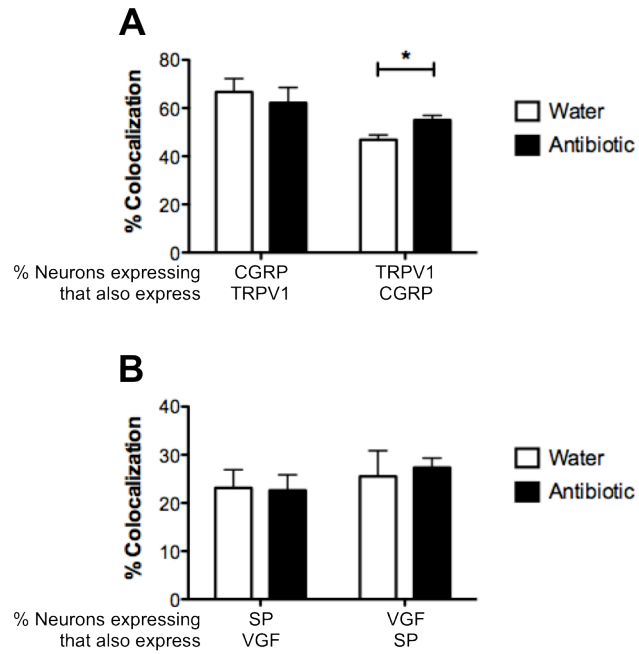 A
% Colocalization
80
60
40
20
0
*
Water
Antibiotic
% Neurons expressing CGRP TRPV1
that also express TRPV1 CGRP
B
% Colocalization
40
30
20
10
0
Water
Antibiotic
% Neurons expressing SP VGF
that also express VGF SP